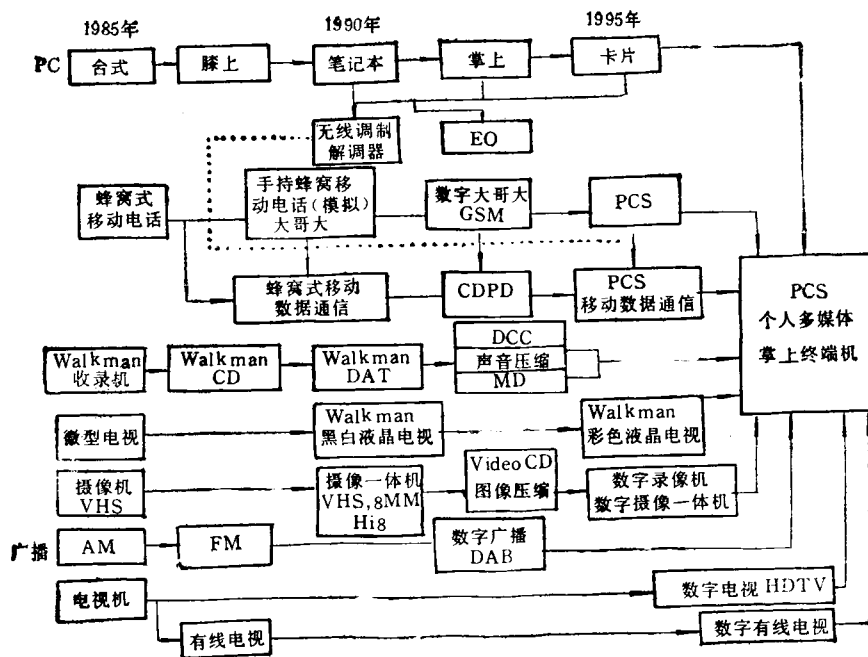 1985年 1990年 1995年
PC 台式 膝上 笔记本 掌上 卡片
无线调制
解调器
EO
蜂窝式
移动电话
手持蜂窝移
动电话(模拟)
大哥大
数字大哥大
GSM
PCS
蜂窝式移动
数据通信
CDPD
PCS
移动数据通信
PCS
个人多媒体
掌上终端机
Walkman
收录机
Walkman
CD
Walkman
DAT
DCC
声音压缩
MD
微型电视
Walkman
黑白液晶电视
Walkman
彩色液晶电视
摄像机
VHS
摄像一体机
VHS,8MM
Hi8
Video CD
图像压缩
数字录像机
数字摄像一体机
广播 AM FM
数字广播
DAB
电视机
数字电视 HDTV
有线电视
数字有线电视